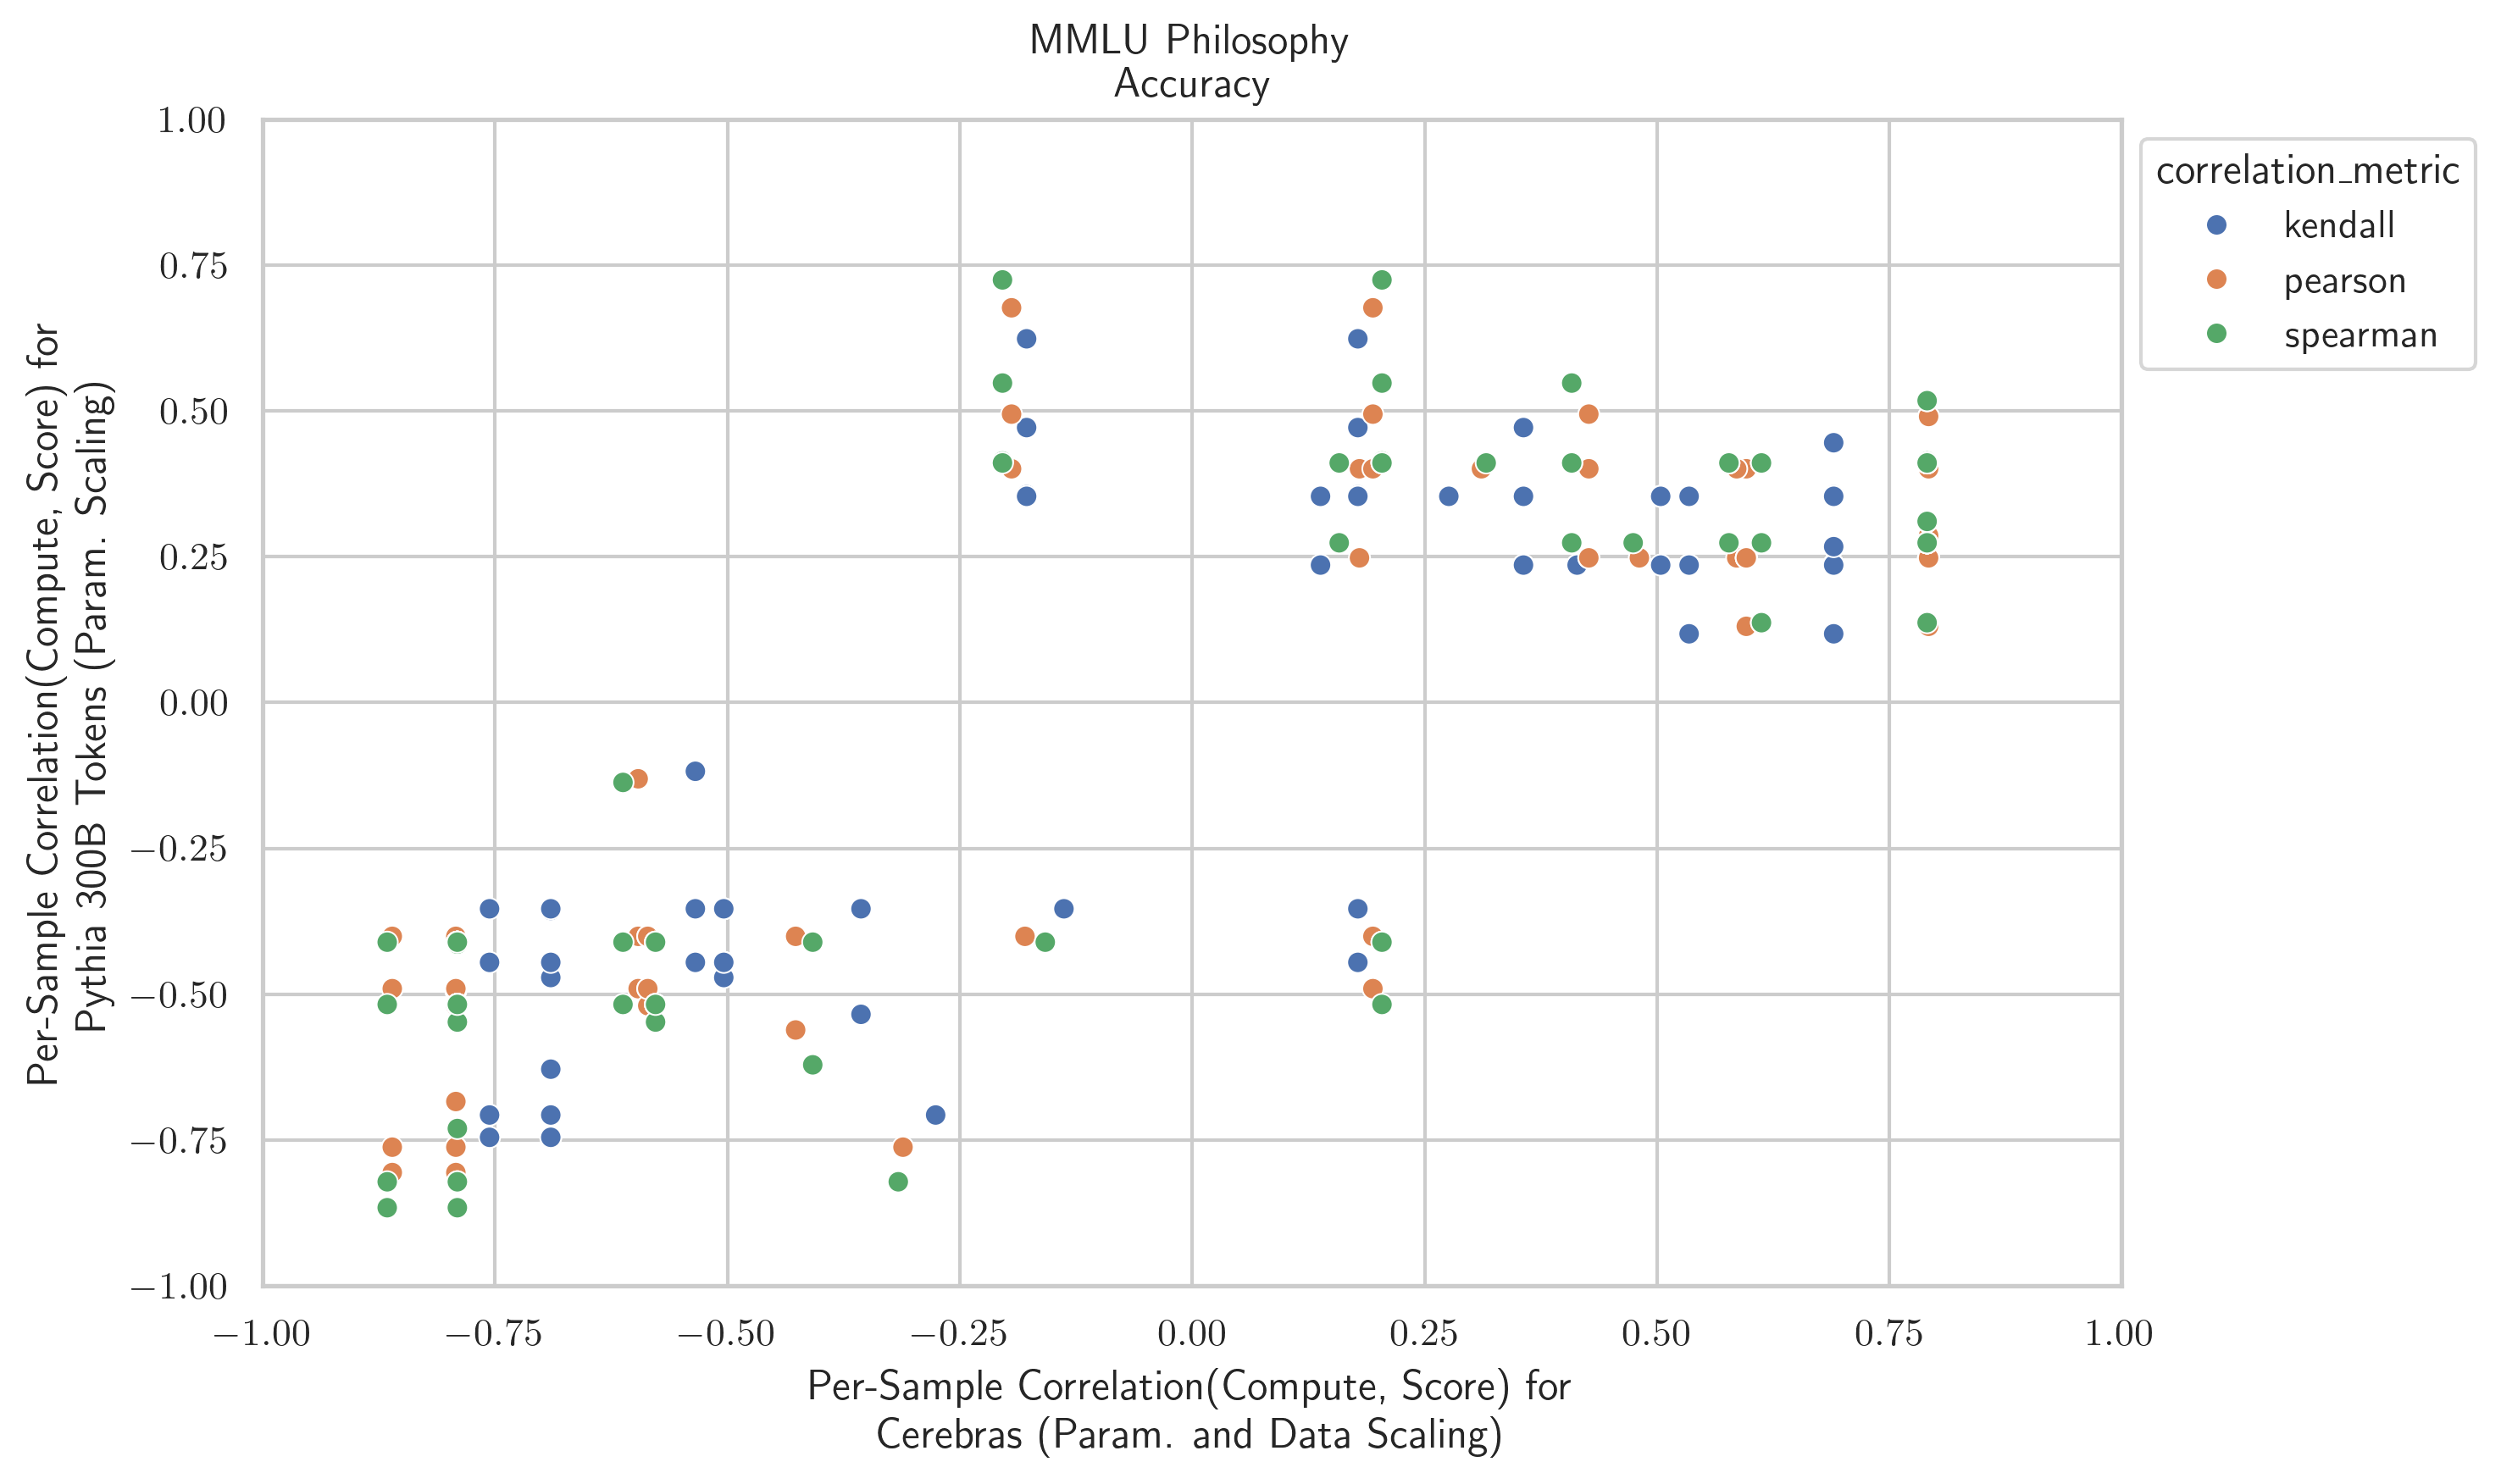 MMLU Philosophy
Accuracy
1.00
0.75
0.50
0.25
0.00
−0.25
−0.50
−0.75
−1.00
Per-Sample Correlation(Compute, Score) for
Pythia 300B Tokens (Param. Scaling)
correlation_metric
kendall
pearson
spearman
−1.00 −0.75 −0.50 −0.25 0.00 0.25 0.50 0.75 1.00
Per-Sample Correlation(Compute, Score) for
Cerebras (Param. and Data Scaling)